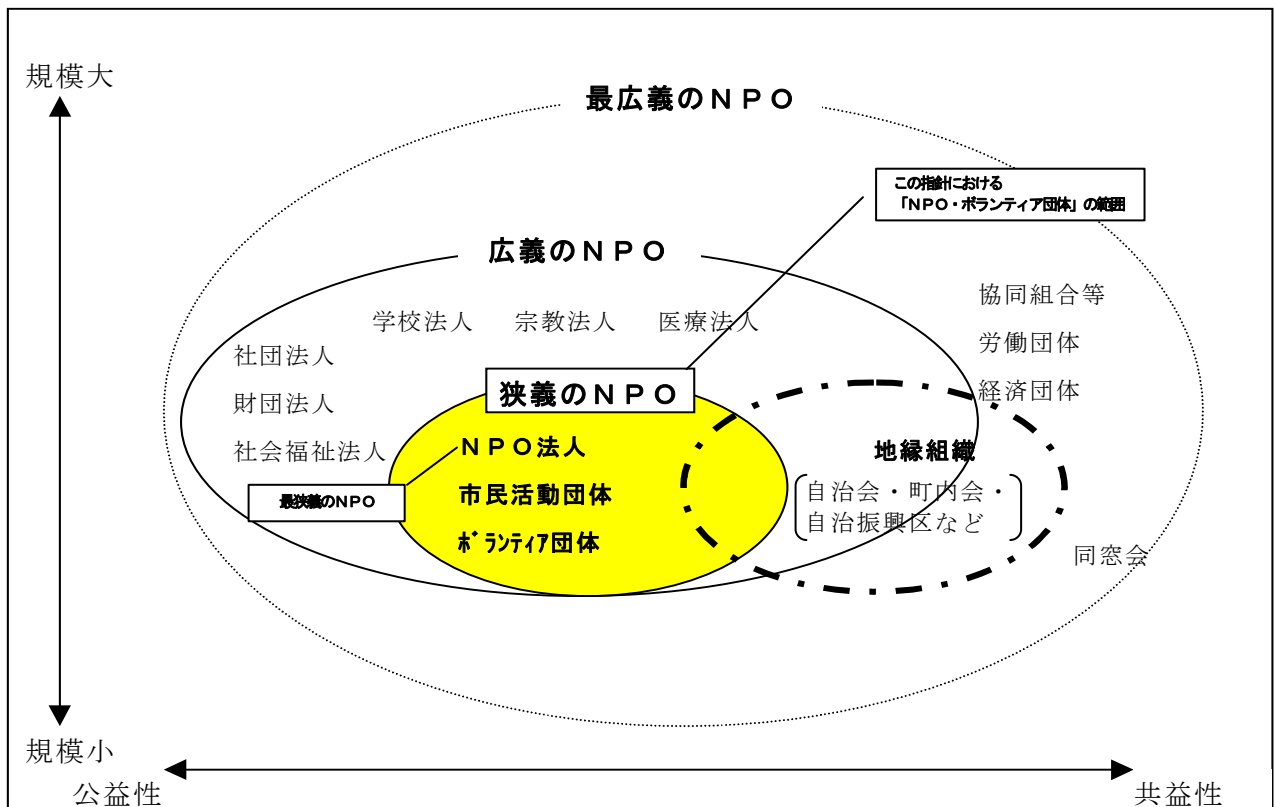 規模大
最広義のＮＰＯ
この指針における
「ＮＰＯ・ボランティア団体」の範囲
広義のＮＰＯ
協同組合等
学校法人　宗教法人　医療法人
労働団体
社団法人
経済団体
狭義のＮＰＯ
財団法人
社会福祉法人
ＮＰＯ法人
地縁組織
最狭義のＮＰＯ
市民活動団体
自治会・町内会・
自治振興区など
ﾎﾞﾗﾝﾃｨｱ団体
同窓会
規模小
公益性
共益性